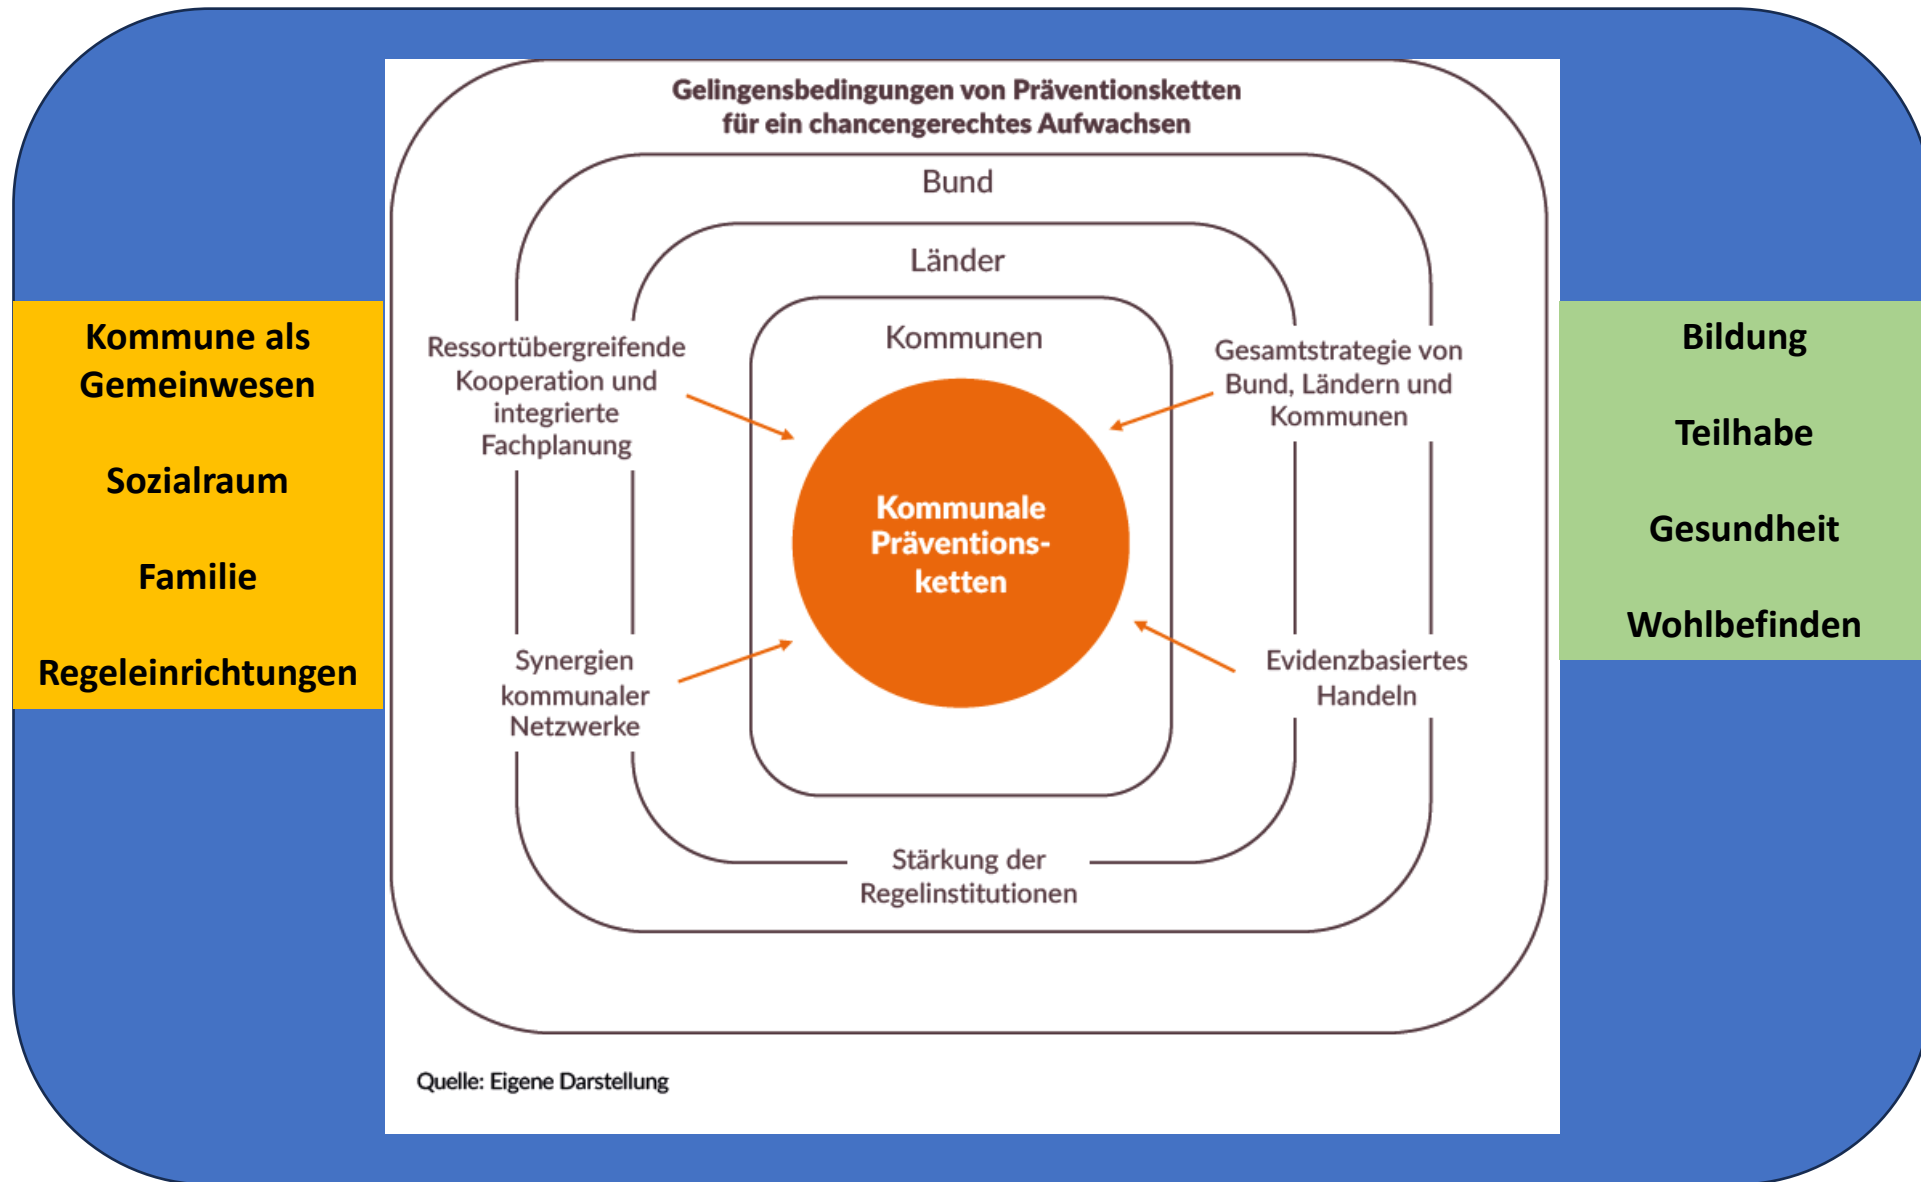 Gelingensbedingungen von Präventionsketten
für ein chancengerechtes Aufwachsen
Bund
Länder
Kommunen
Kommune als
Gemeinwesen
Sozialraum
Familie
Regeleinrichtungen
Ressortübergreifende
Kooperation und
integrierte
Fachplanung
Gesamtstrategie von
Bund, Ländern und
Kommunen
Kommunale
Präventions-
ketten
Synergien
kommunaler
Netzwerke
Evidenzbasiertes
Handeln
Stärkung der
Regelinstitutionen
Bildung
Teilhabe
Gesundheit
Wohlbefinden
Quelle: Eigene Darstellung